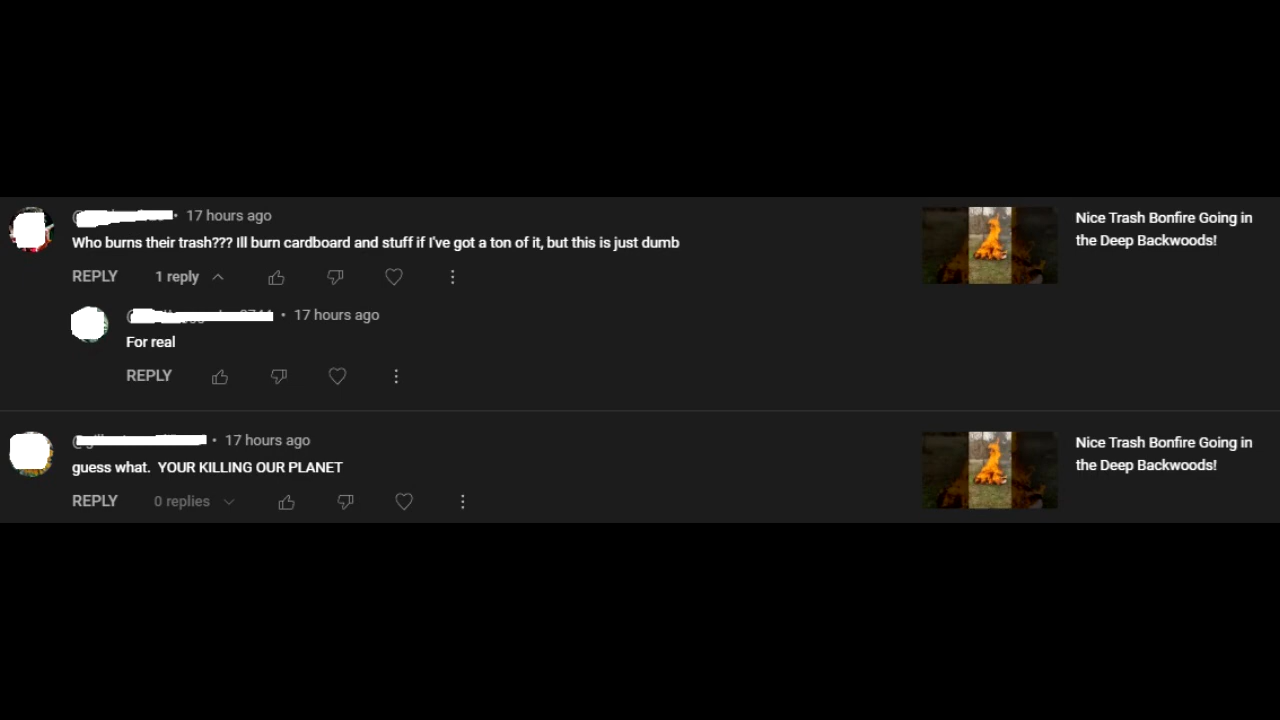 17 hours ago
Nice Trash Bonfire Going in
the Deep Backwoods!
Who burns their trash??? Ill burn cardboard and stuff if I've got a ton of it, but this is just dumb
REPLY 1 reply
17 hours ago
For real
REPLY
17 hours ago
Nice Trash Bonfire Going in
the Deep Backwoods!
guess what. YOUR KILLING OUR PLANET
REPLY 0 replies